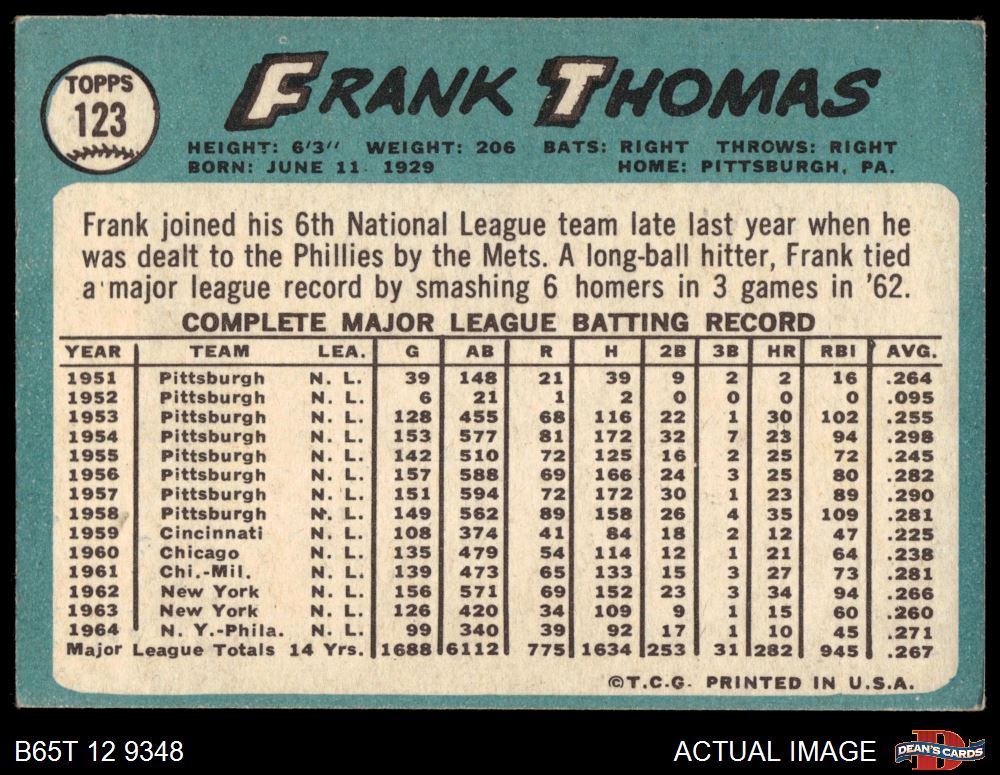 TOPPS
123
FRANK THOMAS
HEIGHT: 6'3" WEIGHT: 206 BATS: RIGHT THROWS: RIGHT
BORN: JUNE 11 1929 HOME: PITTSBURGH, PA.
Frank joined his 6th National League team late last year when he
was dealt to the Phillies by the Mets. A long-ball hitter, Frank tied
a major league record by smashing 6 homers in 3 games in '62.
COMPLETE MAJOR LEAGUE BATTING RECORD
YEAR TEAM LEA. G AB R H 2B 3B HR RBI AVG.
1951 Pittsburgh N. L. 39 148 21 39 9 2 2 16 .264
1952 Pittsburgh N. L. 6 21 1 2 0 0 0 0 .095
1953 Pittsburgh N. L. 128 455 68 116 22 1 30 102 .255
1954 Pittsburgh N. L. 153 577 81 172 32 7 23 94 .298
1955 Pittsburgh N. L. 142 510 72 125 16 2 25 72 .245
1956 Pittsburgh N. L. 157 588 69 166 24 3 25 80 .282
1957 Pittsburgh N. L. 151 594 72 172 30 1 23 89 .290
1958 Pittsburgh N. L. 149 562 89 158 26 4 35 109 .281
1959 Cincinnati N. L. 108 374 41 84 18 2 12 47 .225
1960 Chicago N. L. 135 479 54 114 12 1 21 64 .238
1961 Chi.-Mil. N. L. 139 473 65 133 15 3 27 73 .281
1962 New York N. L. 156 571 69 152 23 3 34 94 .266
1963 New York N. L. 126 420 34 109 9 1 15 60 .260
1964 N. Y.-Phila. N. L. 99 340 39 92 17 1 10 45 .271
Major League Totals 14 Yrs. 1688 6112 775 1634 253 31 282 945 .267
©T.C.G. PRINTED IN U.S.A.
B65T 12 9348 ACTUAL IMAGE
D
DEAN'S CARDS